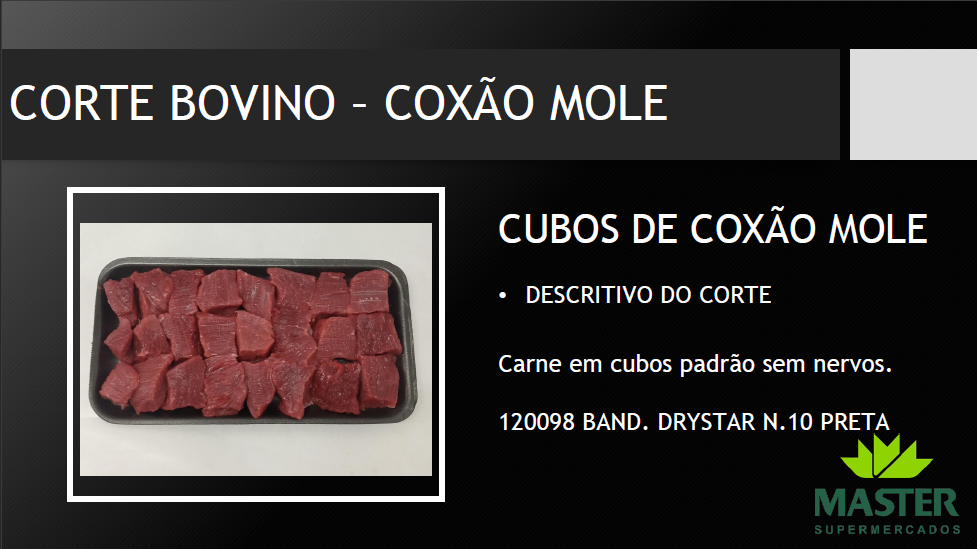 CORTE BOVINO – COXÃO MOLE
CUBOS DE COXÃO MOLE
• DESCRITIVO DO CORTE
Carne em cubos padrão sem nervos.
120098 BAND. DRYSTAR N.10 PRETA
MASTER
SUPERMERCADOS